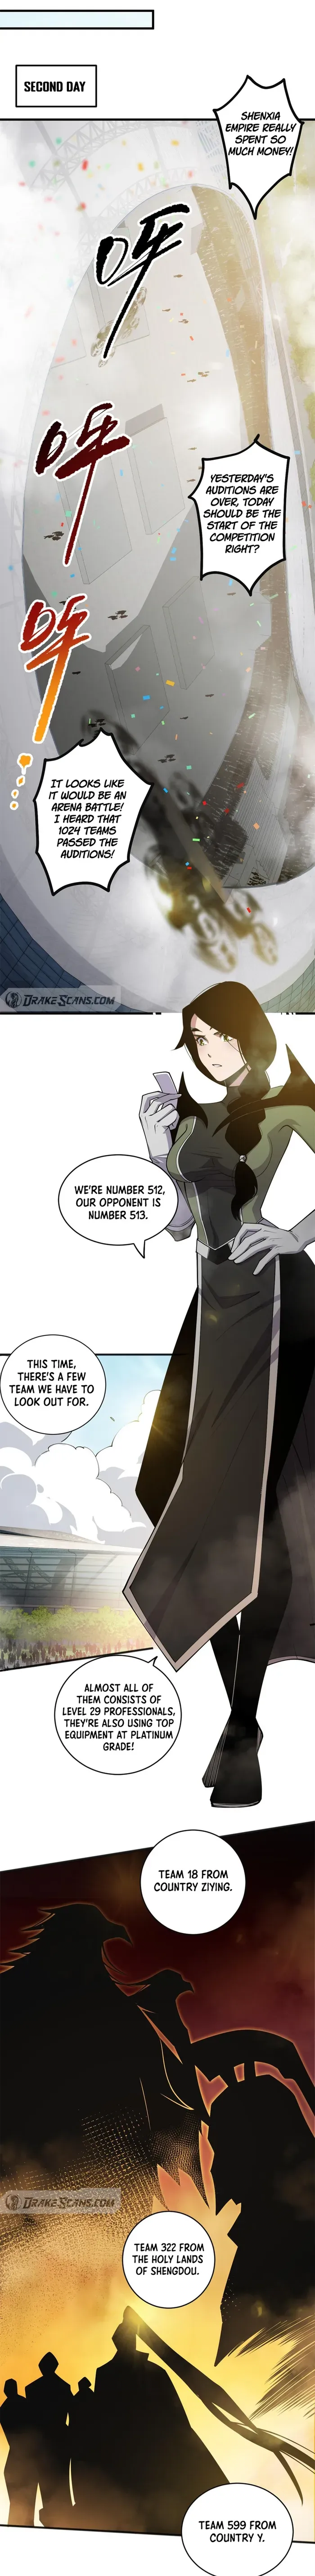 SECOND DAY
SHENXIA
EMPIRE REALLY
SPENT SO
MUCH MONEY!
呼
呼
呼
YESTERDAY'S
AUDITIONS ARE
OVER, TODAY
SHOULD BE THE
START OF THE
COMPETITION
RIGHT?
IT LOOKS LIKE
IT WOULD BE AN
ARENA BATTLE!
I HEARD THAT
1024 TEAMS
PASSED THE
AUDITIONS!
DRAKESCANS.COM
WE'RE NUMBER 512,
OUR OPPONENT IS
NUMBER 513.
THIS TIME,
THERE'S A FEW
TEAM WE HAVE TO
LOOK OUT FOR.
ALMOST ALL OF
THEM CONSISTS OF
LEVEL 29 PROFESSIONALS,
THEY'RE ALSO USING TOP
EQUIPMENT AT PLATINUM
GRADE!
TEAM 18 FROM
COUNTRY ZIYING.
DRAKESCANS.COM
TEAM 322 FROM
THE HOLY LANDS
OF SHENGDOU.
TEAM 599 FROM
COUNTRY Y.